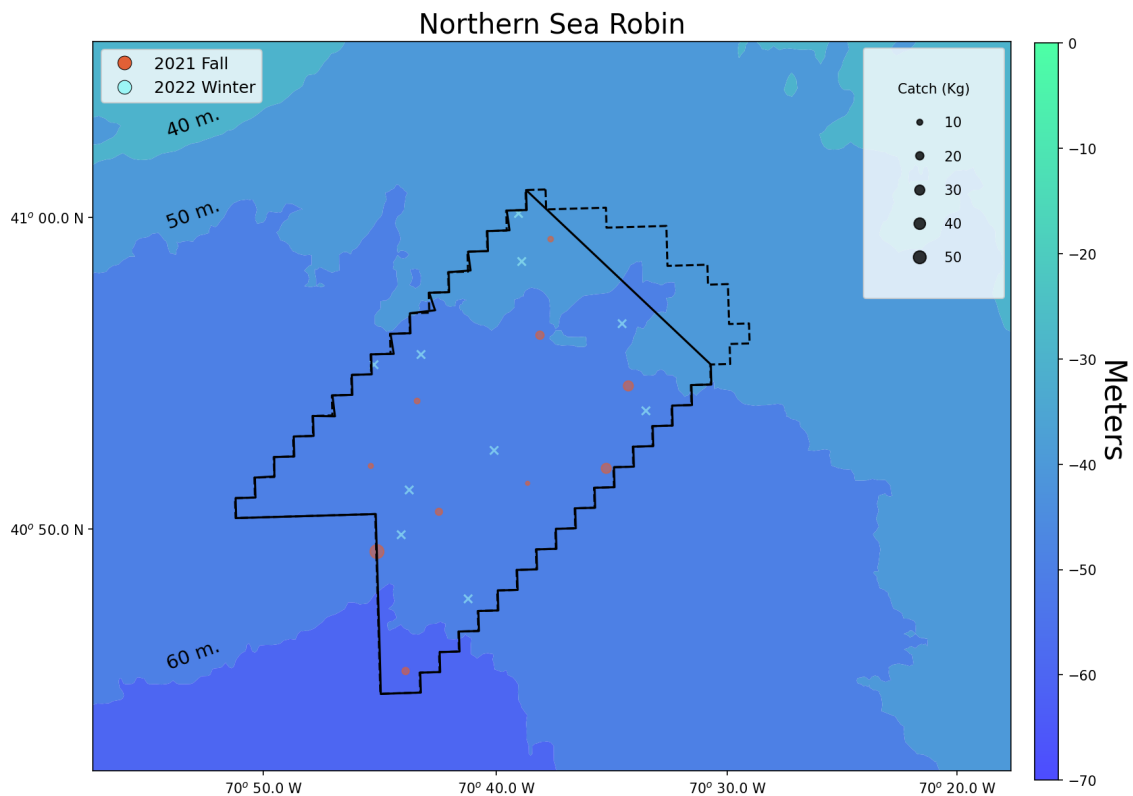 Northern Sea Robin
2021 Fall
2022 Winter
Catch (Kg)
10
20
30
40
50
40 m.
50 m.
60 m.
41° 00.0 N
40° 50.0 N
70° 50.0 W
70° 40.0 W
70° 30.0 W
70° 20.0 W
0
−10
−20
−30
−40
−50
−60
−70
Meters